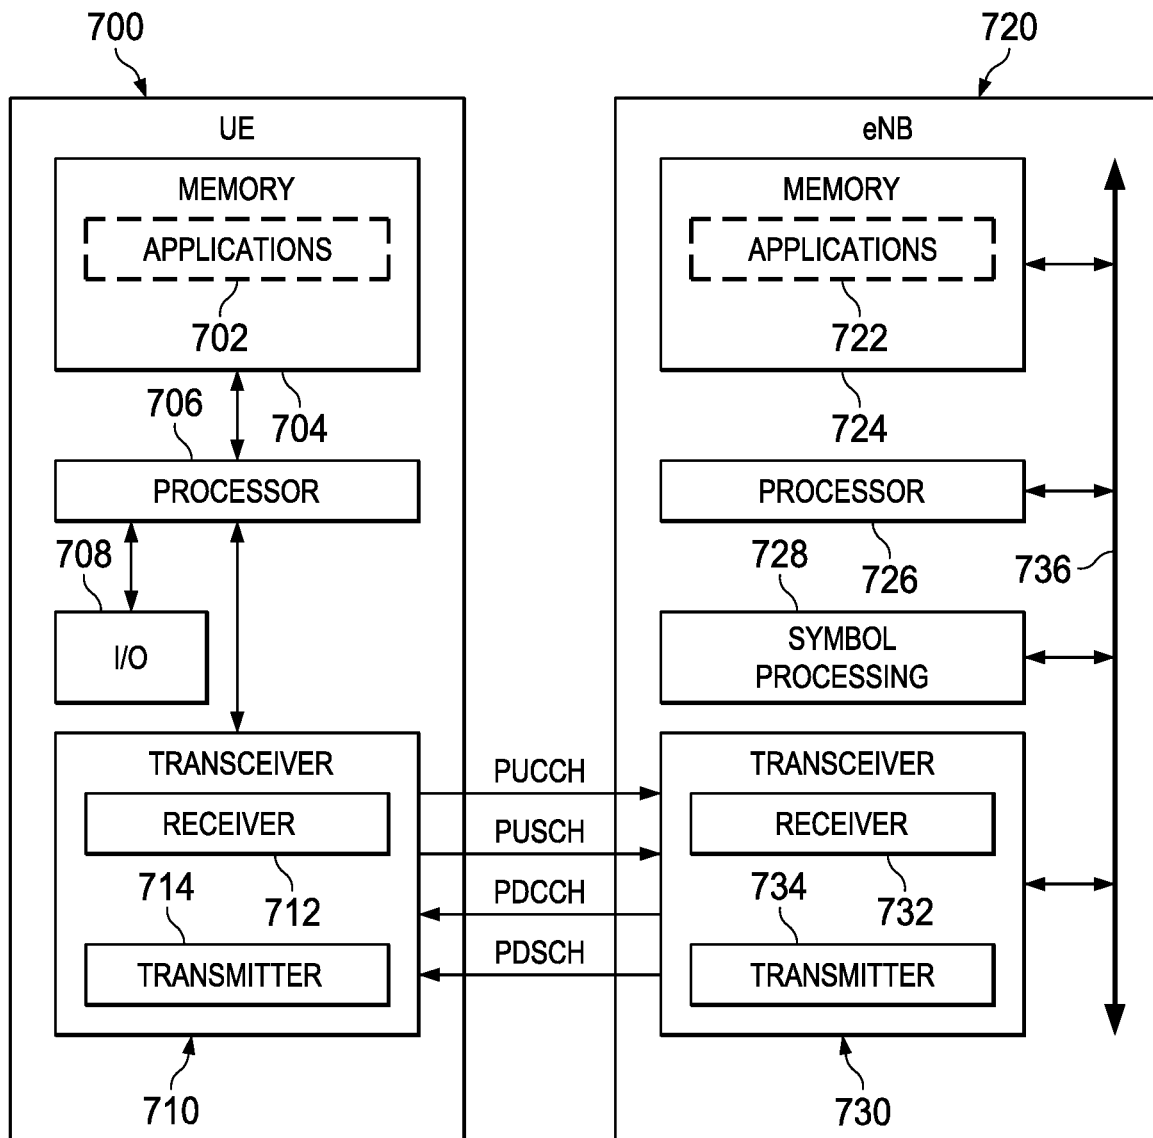 700
720
UE
eNB
MEMORY
APPLICATIONS
702
MEMORY
APPLICATIONS
722
706
704
724
PROCESSOR
PROCESSOR
708
728
726
736
I/O
SYMBOL
PROCESSING
TRANSCEIVER
RECEIVER
714
712
TRANSMITTER
PUCCH
PUSCH
PDCCH
PDSCH
TRANSCEIVER
RECEIVER
734
732
TRANSMITTER
710
730